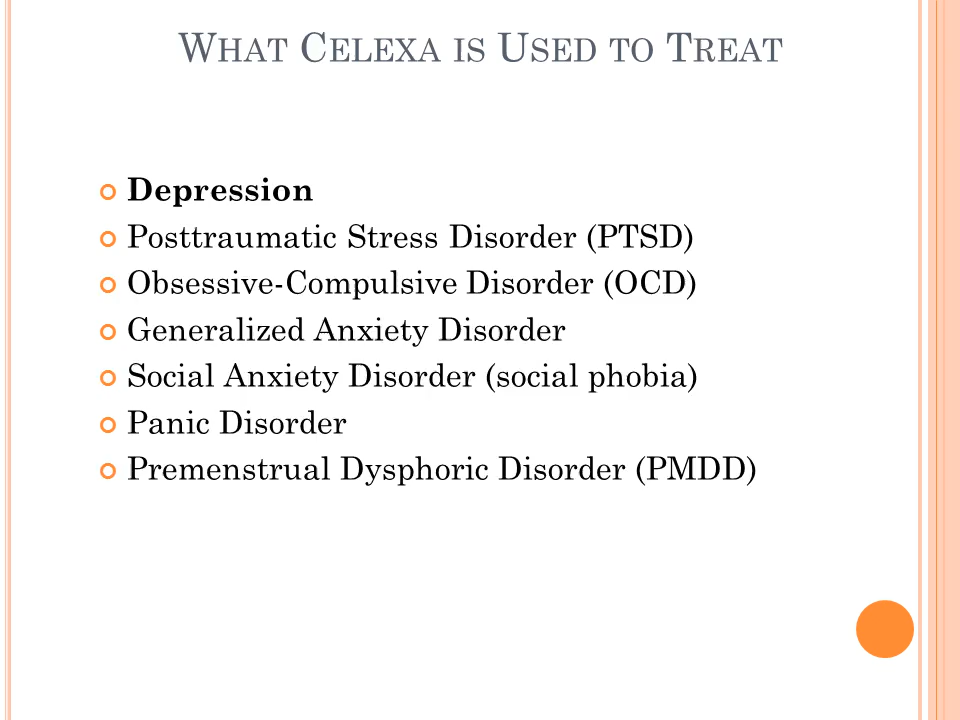 What Celexa is Used to Treat
Depression
Posttraumatic Stress Disorder (PTSD)
Obsessive-Compulsive Disorder (OCD)
Generalized Anxiety Disorder
Social Anxiety Disorder (social phobia)
Panic Disorder
Premenstrual Dysphoric Disorder (PMDD)